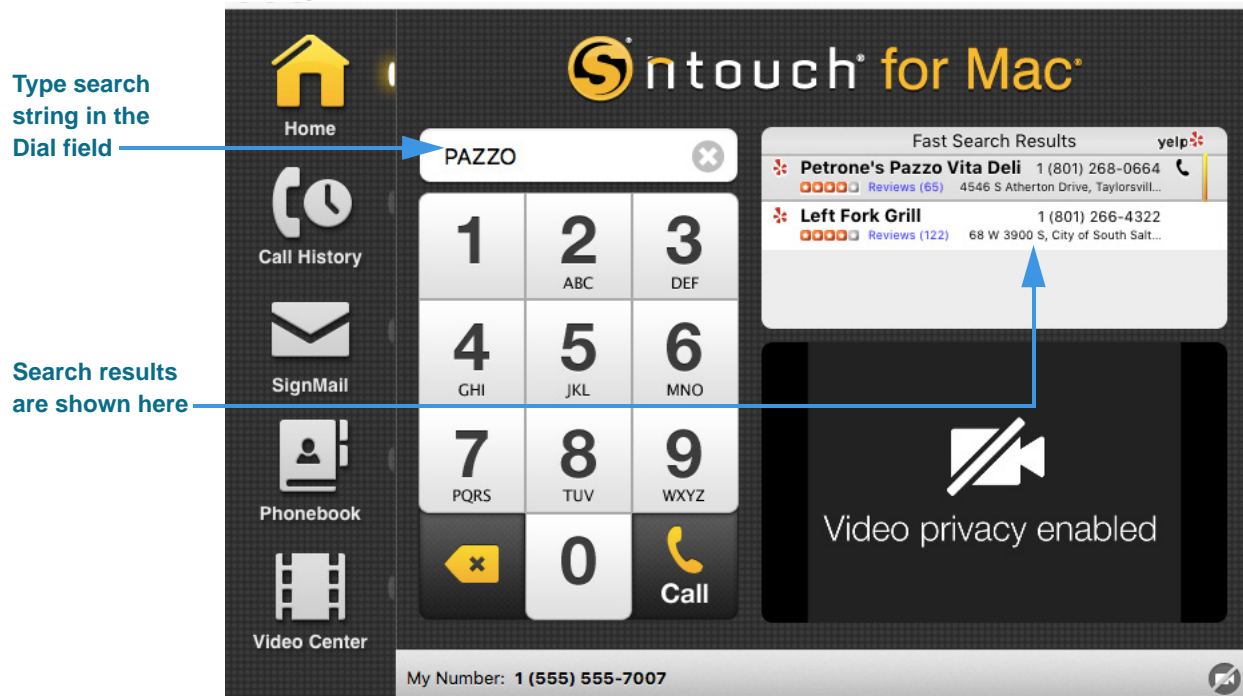 Type search
string in the
Dial field
Search results
are shown here
Home
Call History
SignMail
Phonebook
Video Center
S ntouch® for Mac®
PAZZO
1
2
ABC
3
DEF
4
GHI
5
JKL
6
MNO
7
PQRS
8
TUV
9
WXYZ
0
Call
Fast Search Results yelp
Petrone's Pazzo Vita Deli 1 (801) 268-0664
Reviews (65) 4546 S Atherton Drive, Taylorsvill...
Left Fork Grill 1 (801) 266-4322
Reviews (122) 68 W 3900 S, City of South Salt...
Video privacy enabled
My Number: 1 (555) 555-7007